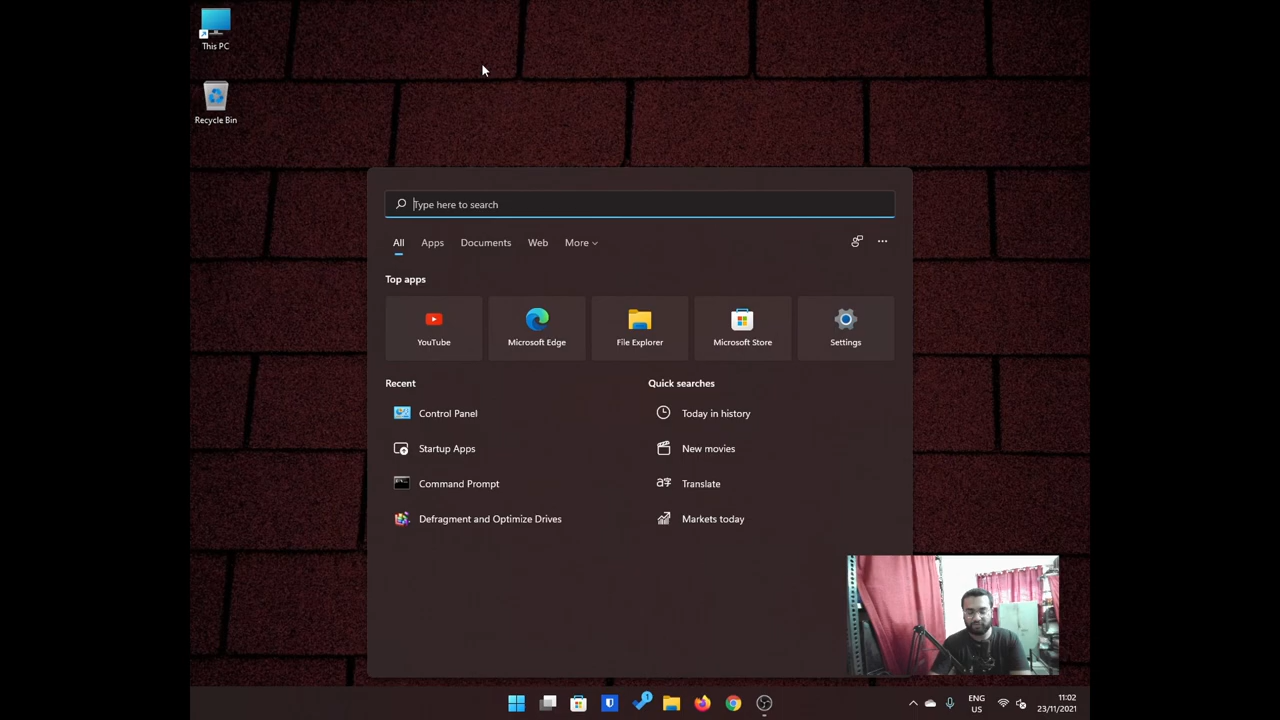 This PC
Recycle Bin
Type here to search
All Apps Documents Web More
Top apps
YouTube Microsoft Edge File Explorer Microsoft Store Settings
Recent Quick searches
Control Panel Today in history
Startup Apps New movies
Command Prompt Translate
Defragment and Optimize Drives Markets today
ENG 11:02
US 23/11/2021